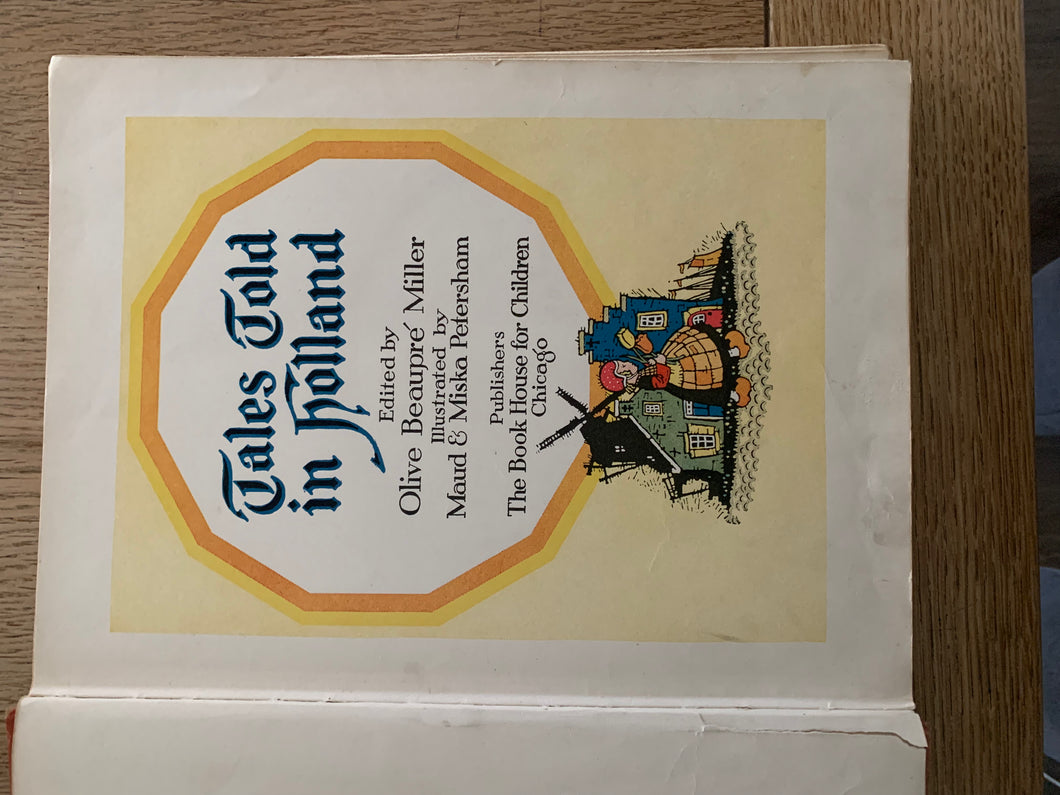 Tales Told
in Holland
Edited by
Olive Beaupré Miller
Illustrated by
Maud & Miska Petersham
Publishers
The Book House for Children
Chicago